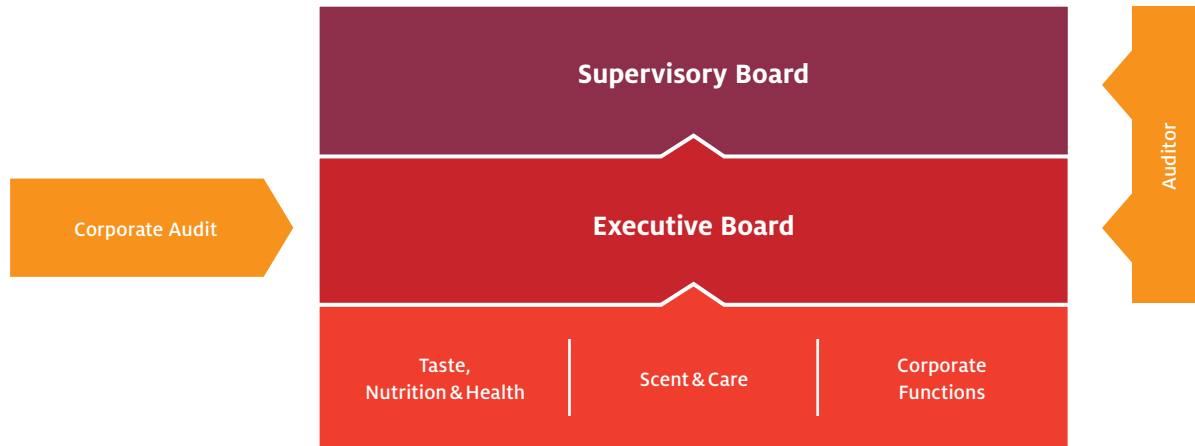 Supervisory Board
Auditor
Corporate Audit
Executive Board
Taste,
Nutrition & Health
Scent & Care
Corporate
Functions